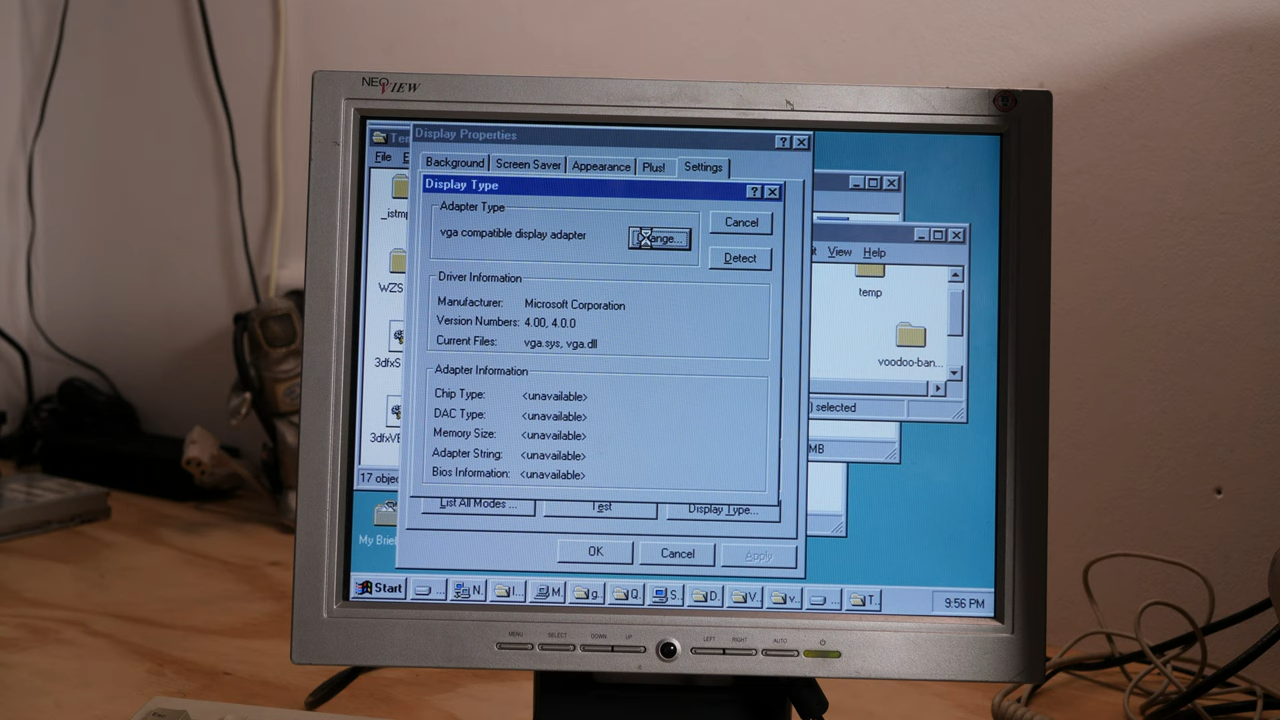 NEOVIEW
Te
Display Properties
File E
Background Screen Saver Appearance Plus! Settings
Display Type
Adapter Type
vga compatible display adapter
Cancel
Detect
_istmp
View Help
temp
Driver Information
Manufacturer: Microsoft Corporation
Version Numbers: 4.00, 4.0.0
Current Files: vga.sys, vga.dll
WZS
3dfxS
voodoo-ban...
Adapter Information
Chip Type: <unavailable>
DAC Type: <unavailable>
Memory Size: <unavailable>
Adapter String: <unavailable>
Bios Information: <unavailable>
) selected
3dfxVE
MB
17 objec
List All Modes ... Test Display Type...
My Brie
OK Cancel Apply
Start ... N. I... M. g. Q. S. D. V. v. ... T.
9:56 PM
MENU SELECT DOWN UP LEFT RIGHT AUTO